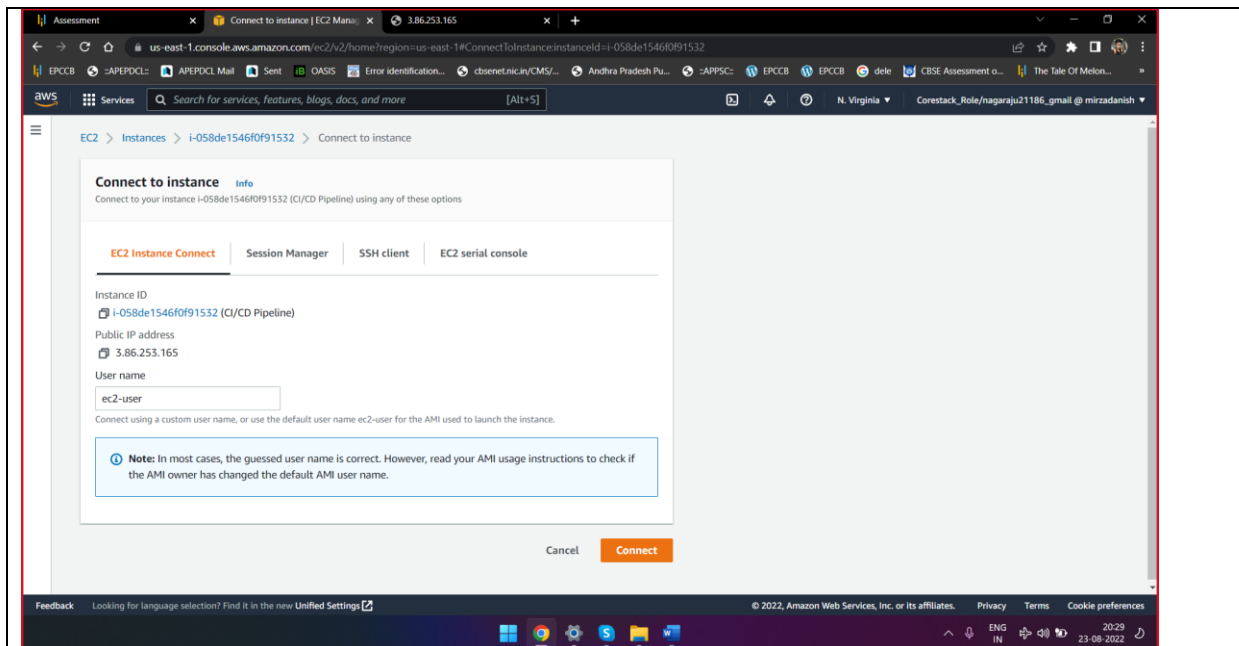 Assessment
Connect to instance | EC2 Manag
3.86.253.165
us-east-1.console.aws.amazon.com/ec2/v2/home?region=us-east-1#ConnectToInstance:instanceId=i-058de1546f0f91532
EPCCB ::APEPDCL:: APEPDCL Mail Sent OASIS Error identification... cbsenet.nic.in/CMS/... Andhra Pradesh Pu... ::APPSC:: EPCCB EPCCB dele CBSE Assessment o... The Tale Of Melon... »
aws Services Search for services, features, blogs, docs, and more [Alt+S] N. Virginia ▼ Corestack_Role/nagaraju21186_gmail @ mirzadanish ▼
EC2 > Instances > i-058de1546f0f91532 > Connect to instance
Connect to instance Info
Connect to your instance i-058de1546f0f91532 (CI/CD Pipeline) using any of these options
EC2 Instance Connect Session Manager SSH client EC2 serial console
Instance ID
i-058de1546f0f91532 (CI/CD Pipeline)
Public IP address
3.86.253.165
User name
ec2-user
Connect using a custom user name, or use the default user name ec2-user for the AMI used to launch the instance.
Note: In most cases, the guessed user name is correct. However, read your AMI usage instructions to check if
the AMI owner has changed the default AMI user name.
Cancel Connect
Feedback Looking for language selection? Find it in the new Unified Settings © 2022, Amazon Web Services, Inc. or its affiliates. Privacy Terms Cookie preferences
ENG 20:29
IN 23-08-2022